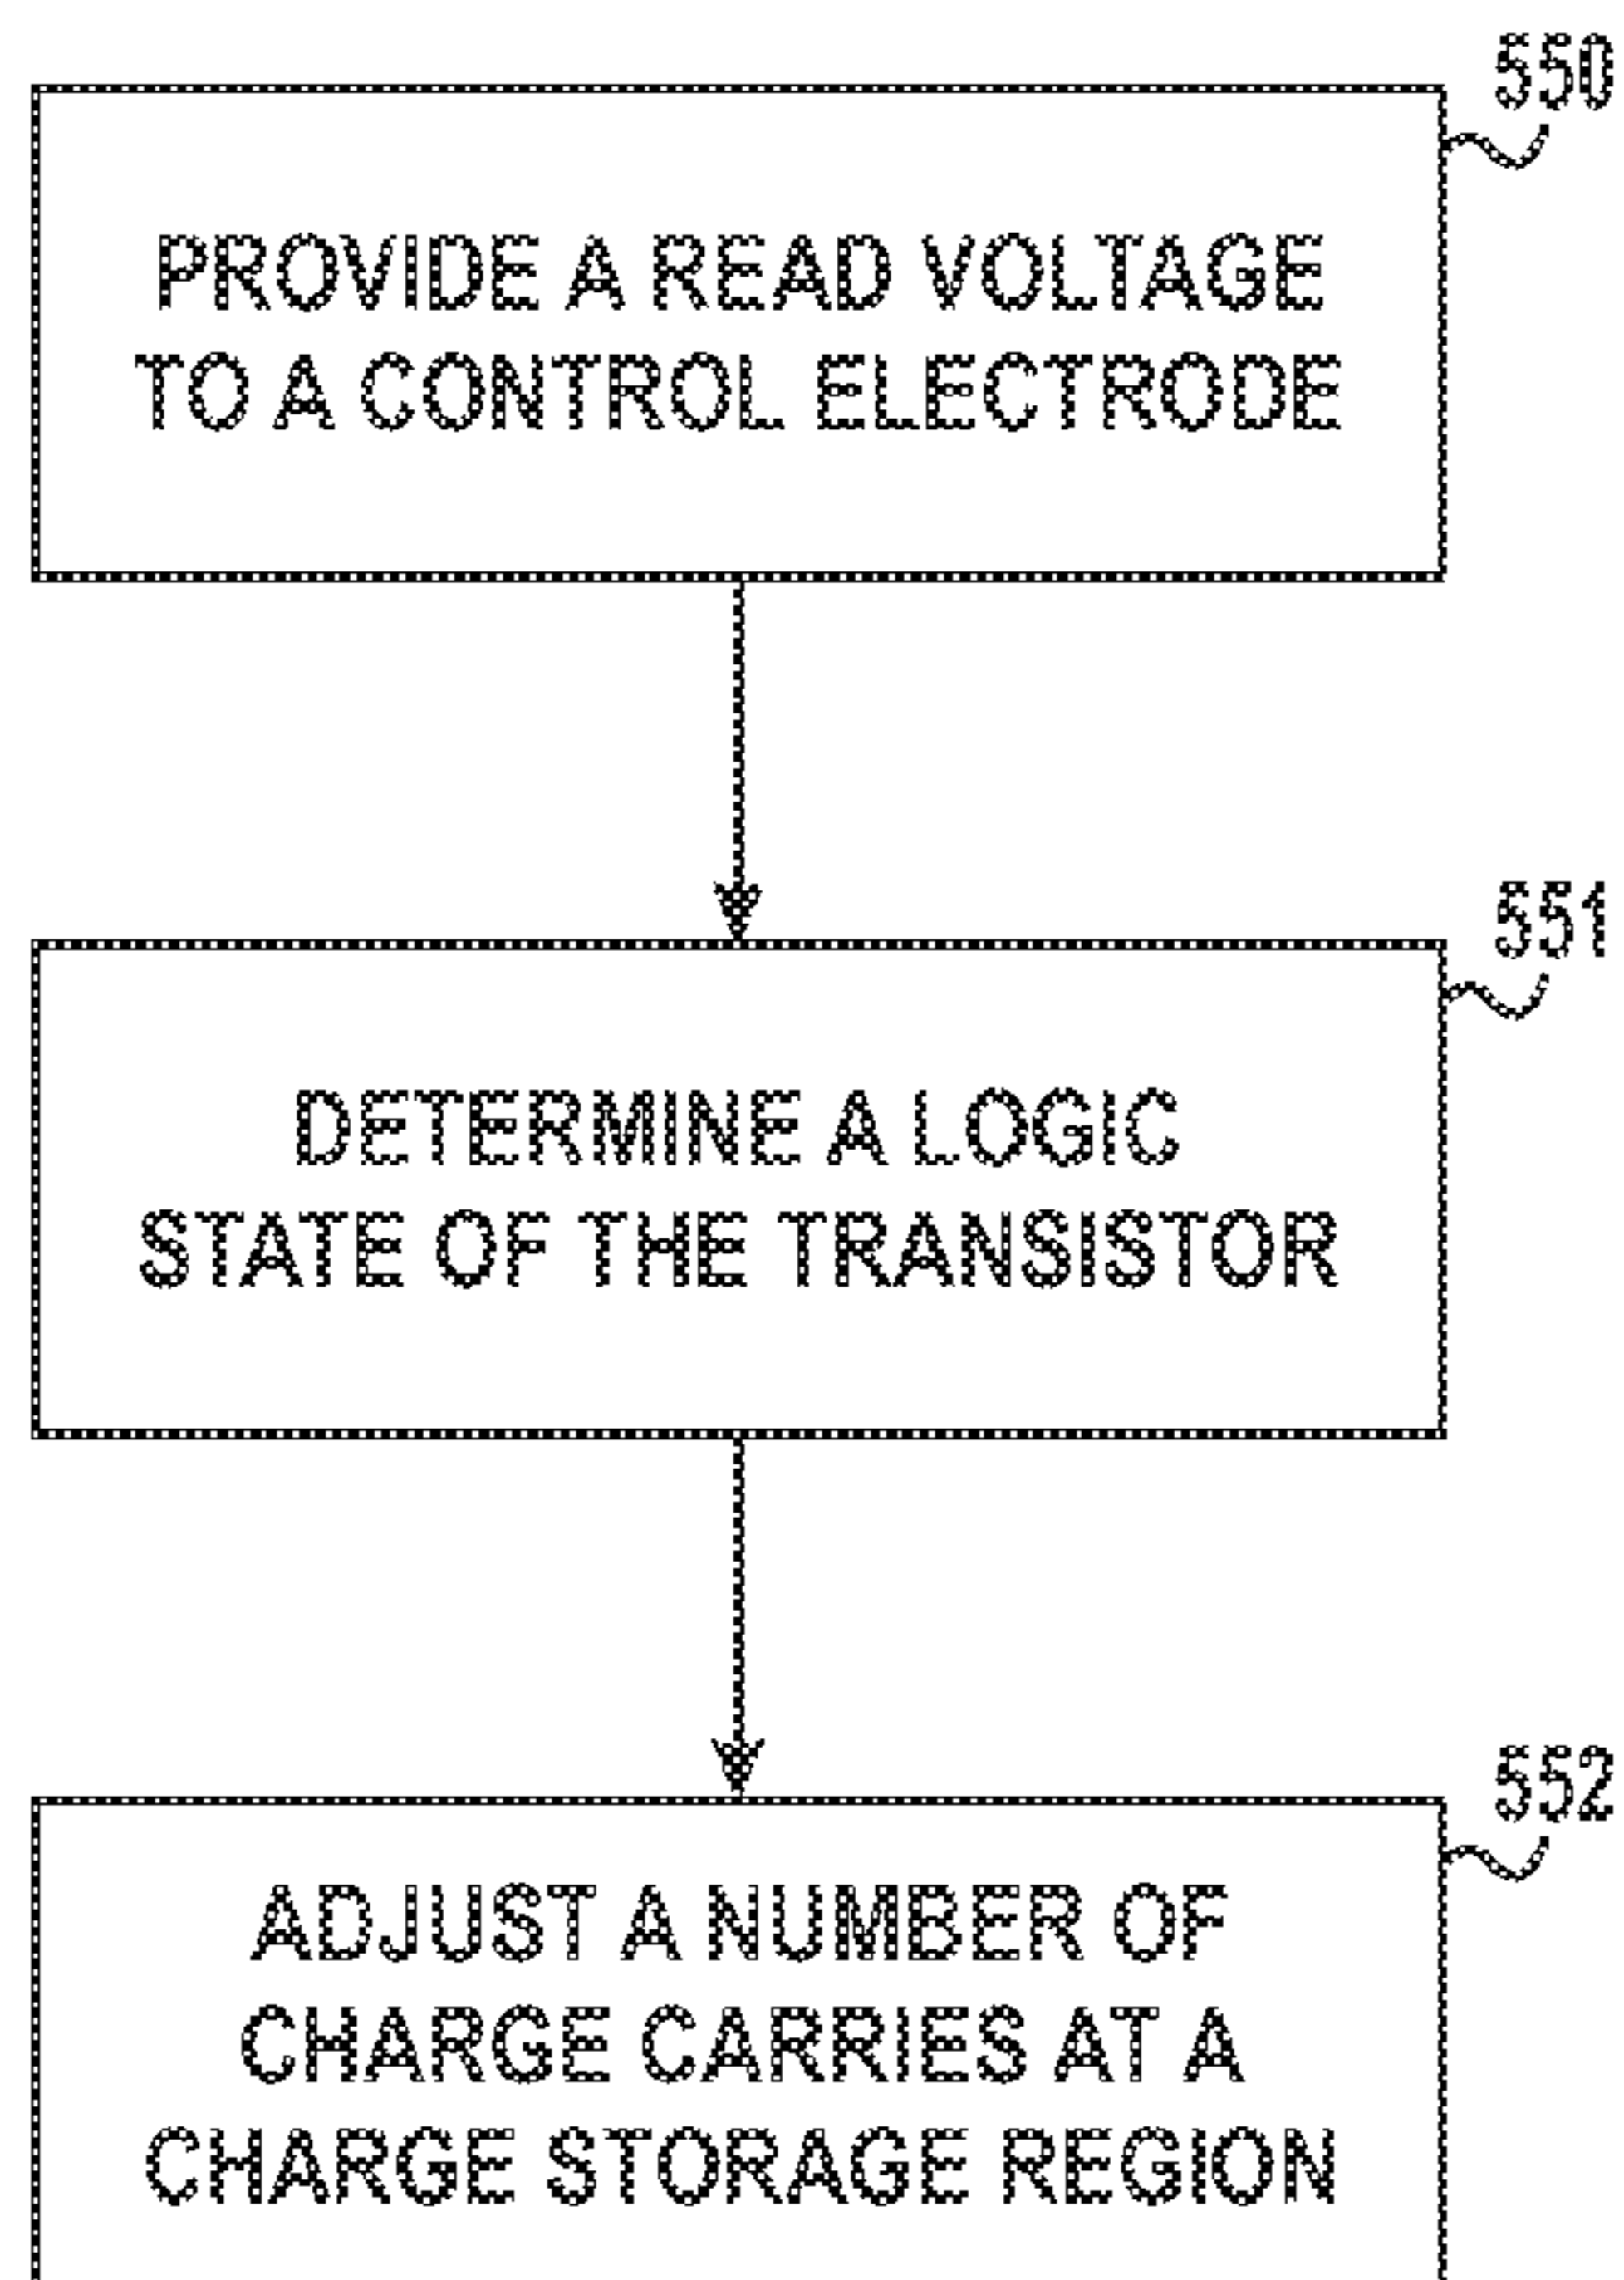 550
PROVIDE A READ VOLTAGE
TO A CONTROL ELECTRODE
551
DETERMINE A LOGIC
STATE OF THE TRANSISTOR
552
ADJUST A NUMBER OF
CHARGE CARRIES AT A
CHARGE STORAGE REGION